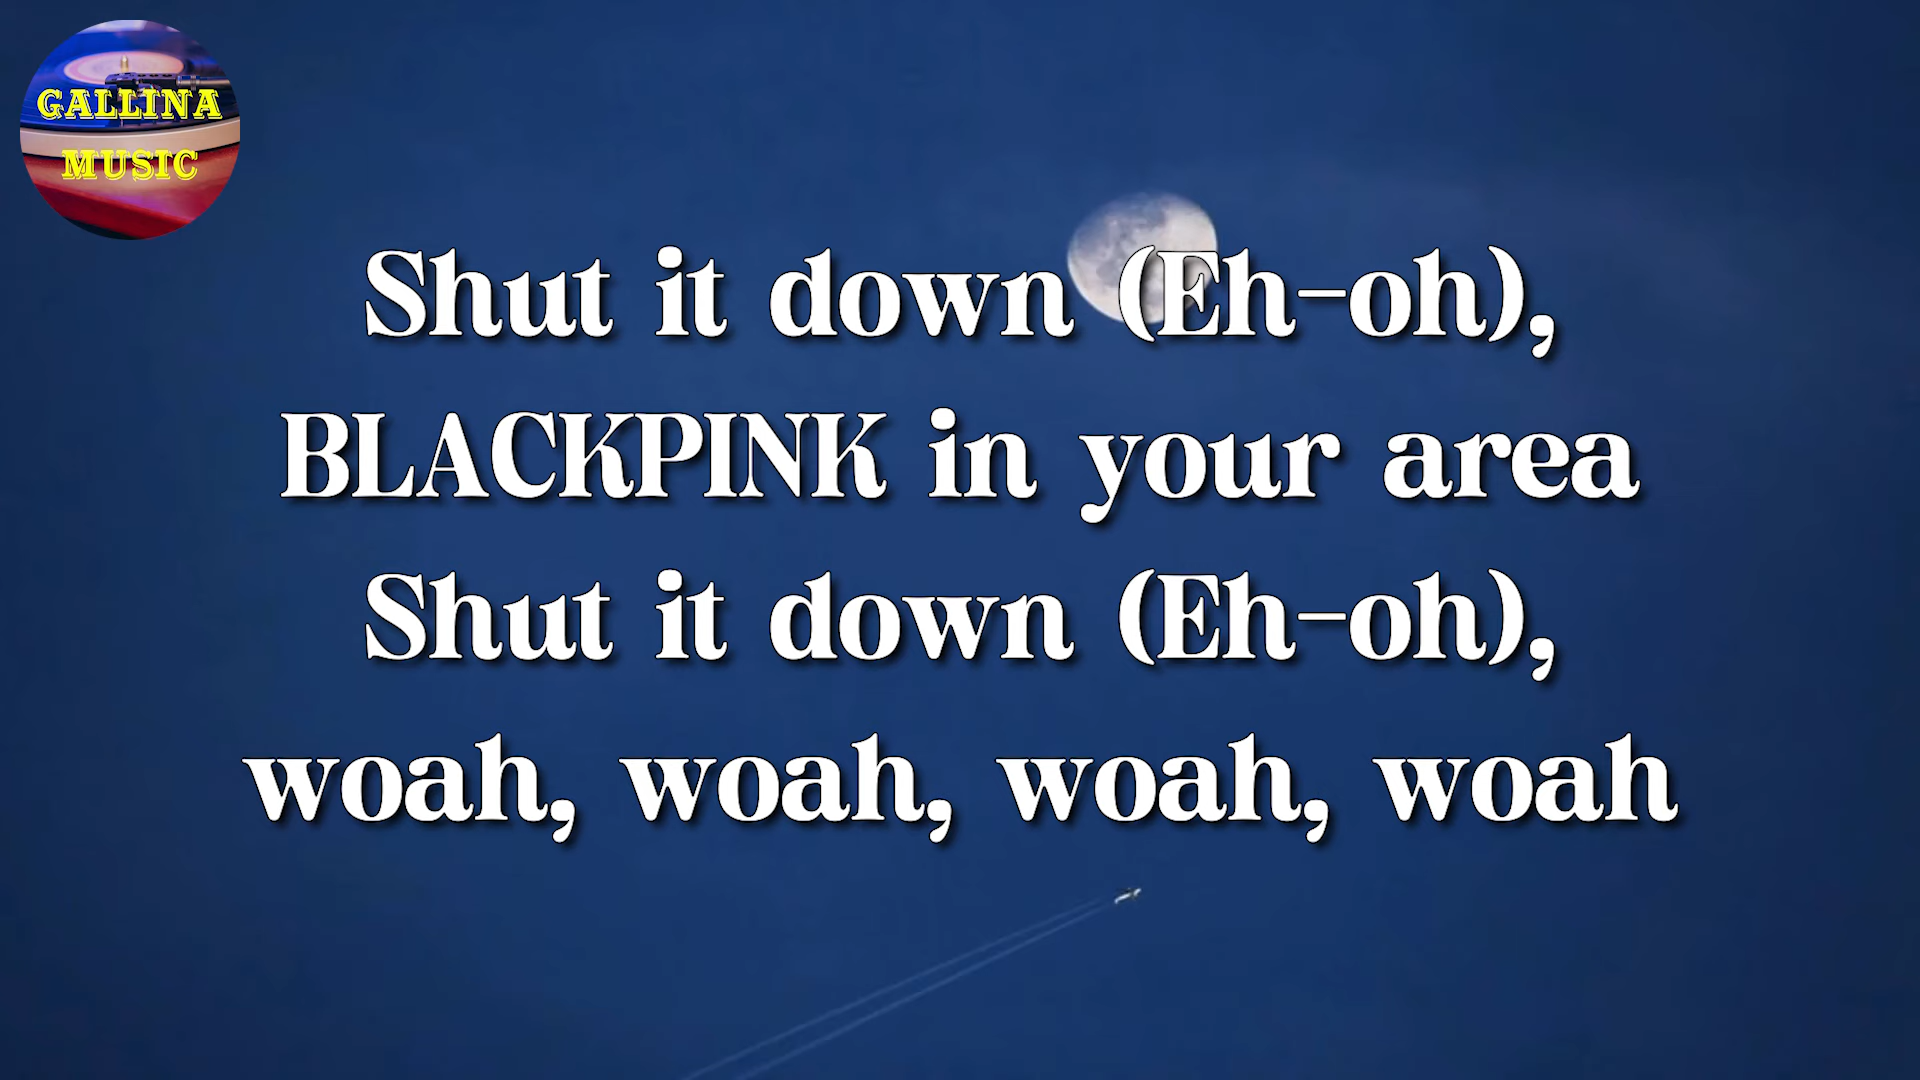 GALLINA
MUSIC
Shut it down (Eh-oh),
BLACKPINK in your area
Shut it down (Eh-oh),
woah, woah, woah, woah